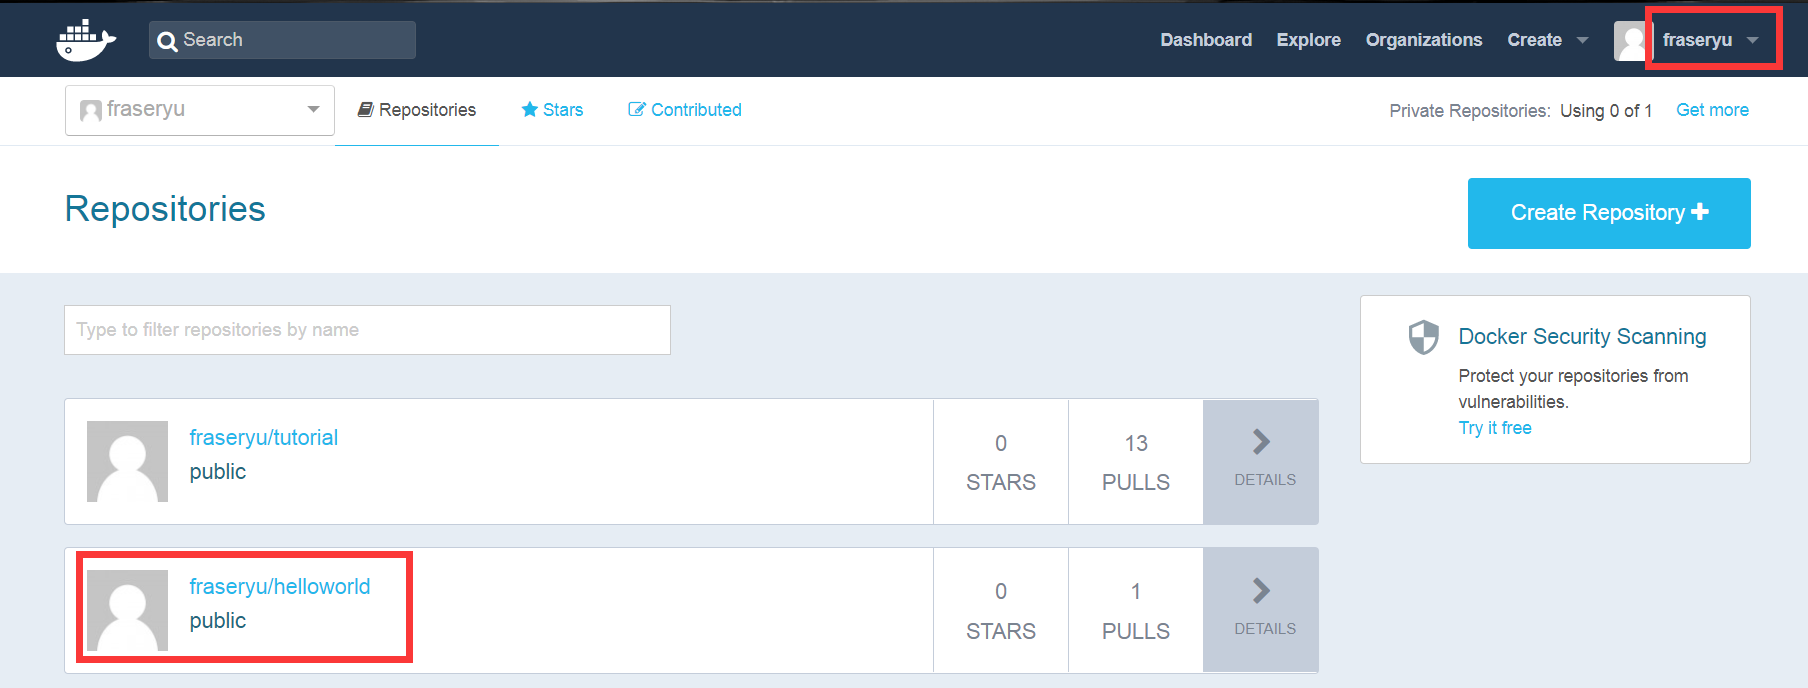 Search
Dashboard Explore Organizations Create fraseryu
fraseryu Repositories Stars Contributed Private Repositories: Using 0 of 1 Get more
Repositories
Create Repository
Type to filter repositories by name
Docker Security Scanning
Protect your repositories from
vulnerabilities.
Try it free
fraseryu/tutorial
public
0
STARS
13
PULLS
DETAILS
fraseryu/helloworld
public
0
STARS
1
PULLS
DETAILS